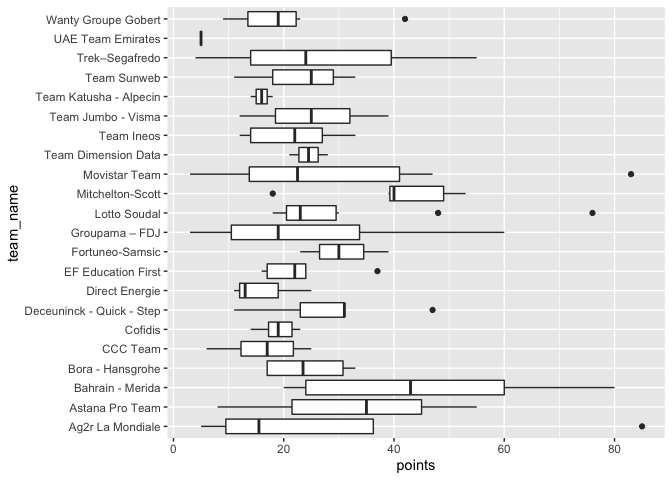 Wanty Groupe Gobert
UAE Team Emirates
Trek–Segafredo
Team Sunweb
Team Katusha - Alpecin
Team Jumbo - Visma
Team Ineos
Team Dimension Data
Movistar Team
Mitchelton-Scott
Lotto Soudal
Groupama – FDJ
Fortuneo-Samsic
EF Education First
Direct Energie
Deceuninck - Quick - Step
Cofidis
CCC Team
Bora - Hansgrohe
Bahrain - Merida
Astana Pro Team
Ag2r La Mondiale
team_name
0 20 40 60 80
points